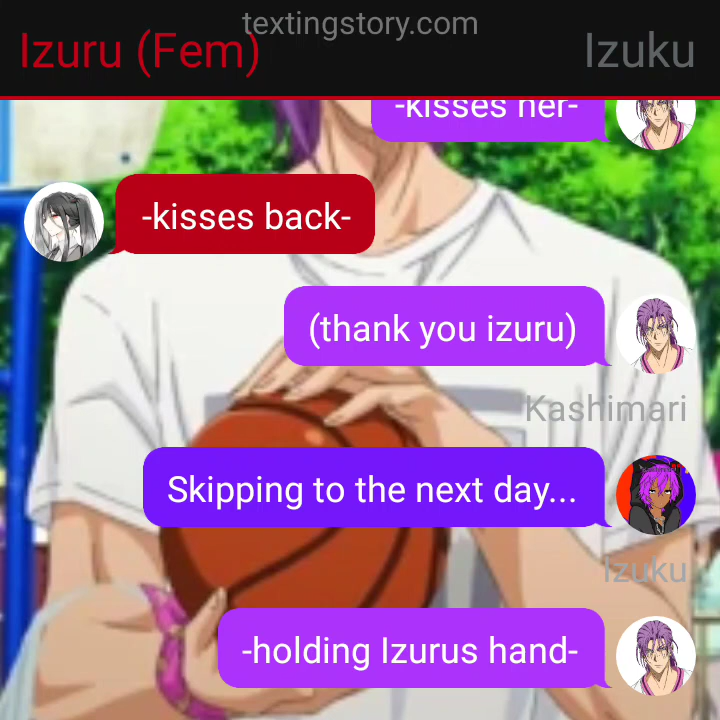 textingstory.com
Izuru (Fem)
Izuku
-kisses her-
-kisses back-
(thank you izuru)
Kashimari
Skipping to the next day...
Izuku
-holding Izurus hand-